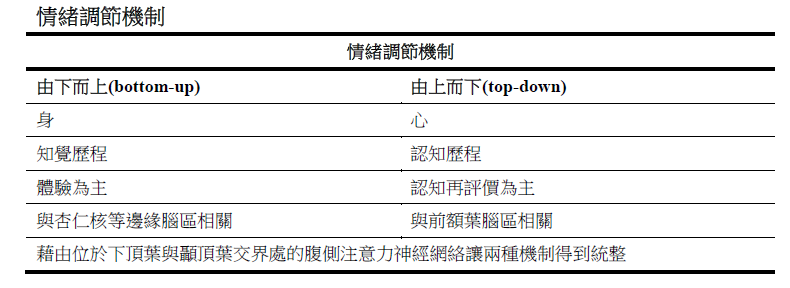 情緒調節機制
情緒調節機制
由下而上(bottom-up) 由上而下(top-down)
身 心
知覺歷程 認知歷程
體驗為主 認知再評價為主
與杏仁核等邊緣腦區相關 與前額葉腦區相關
藉由位於下頂葉與顳頂葉交界處的腹側注意力神經網絡讓兩種機制得到統整